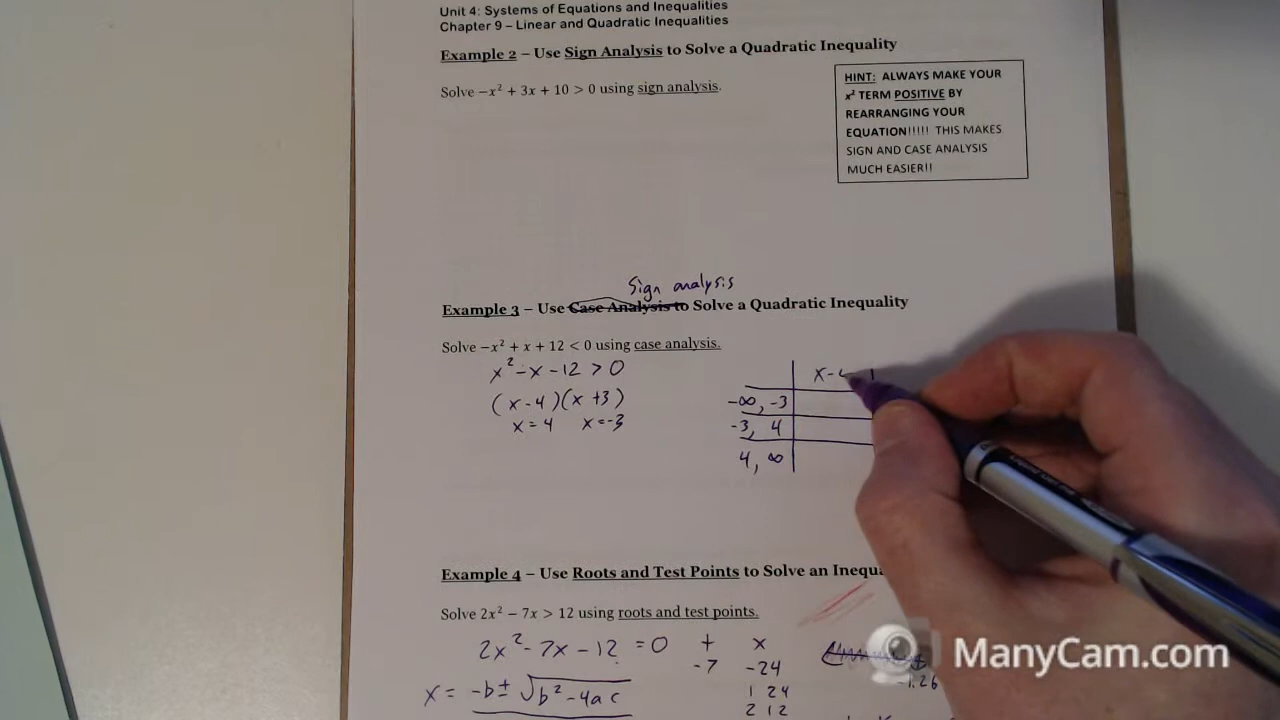 Unit 4: Systems of Equations and Inequalities
Chapter 9 – Linear and Quadratic Inequalities
Example 2 – Use Sign Analysis to Solve a Quadratic Inequality
Solve −x² + 3x + 10 > 0 using sign analysis.
HINT: ALWAYS MAKE YOUR
x² TERM POSITIVE BY
REARRANGING YOUR
EQUATION!!!!! THIS MAKES
SIGN AND CASE ANALYSIS
MUCH EASIER!!
Sign analysis
Example 3 – Use Case Analysis to Solve a Quadratic Inequality
Solve −x² + x + 12 < 0 using case analysis.
x² − x − 12 > 0
(x − 4)(x + 3)
x = 4 x = −3
x − 4
−∞, −3
−3, 4
4, ∞
Example 4 – Use Roots and Test Points to Solve an
Solve 2x² − 7x > 12 using roots and test points.
2x² − 7x − 12 = 0
+ x
−7 −24
1 24
2 12
x = −b ± √b² − 4ac
−1.26
ManyCam.com